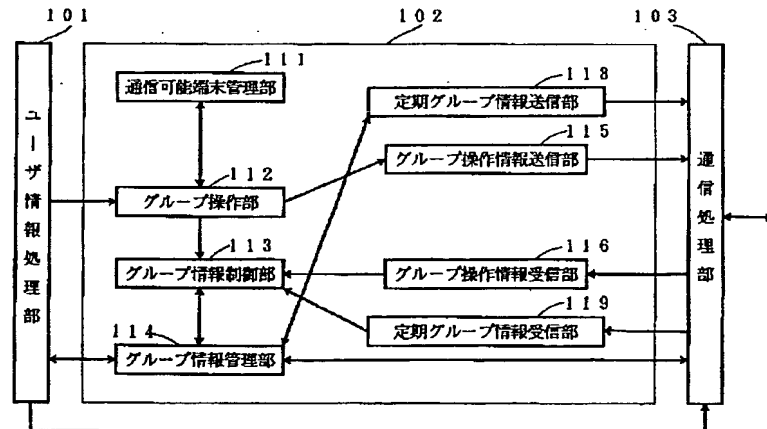 101
102
103
ユーザ情報処理部
111
通信可能端末管理部
118
定期グループ情報送信部
115
グループ操作情報送信部
112
グループ操作部
113
グループ情報制御部
116
グループ操作情報受信部
119
定期グループ情報受信部
114
グループ情報管理部
通信処理部